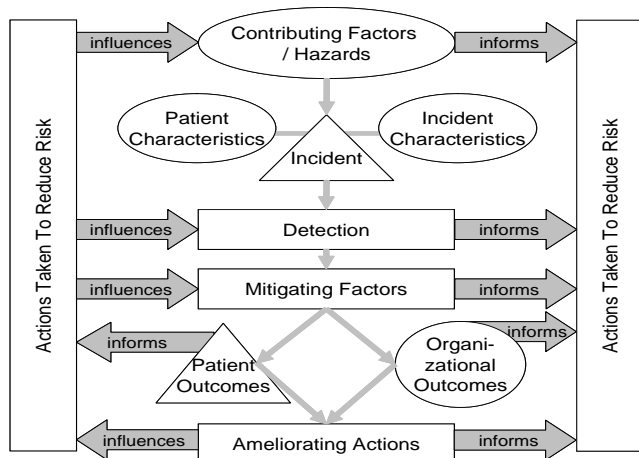 influences
Contributing Factors
/ Hazards
informs
Patient
Characteristics
Incident
Characteristics
Incident
Actions Taken To Reduce Risk
Actions Taken To Reduce Risk
influences
Detection
informs
influences
Mitigating Factors
informs
informs
Patient
Outcomes
Organi-
zational
Outcomes
informs
influences
Ameliorating Actions
informs